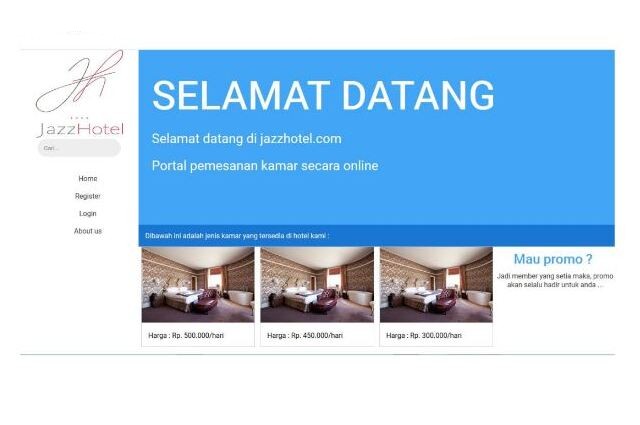 JazzHotel
Cari...
Home
Register
Login
About us
SELAMAT DATANG
Selamat datang di jazzhotel.com
Portal pemesanan kamar secara online
Dibawah ini adalah jenis kamar yang tersedia di hotel kami :
Harga : Rp. 500.000/hari
Harga : Rp. 450.000/hari
Harga : Rp. 300.000/hari
Mau promo ?
Jadi member yang setia maka, promo
akan selalu hadir untuk anda ...